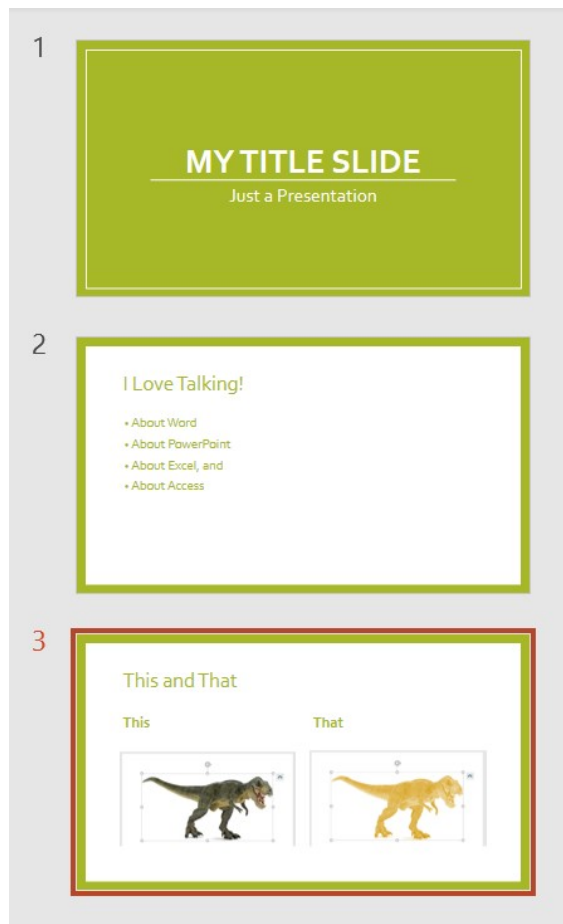 1
MY TITLE SLIDE
Just a Presentation
2
I Love Talking!
• About Word
• About PowerPoint
• About Excel, and
• About Access
3
This and That
This That